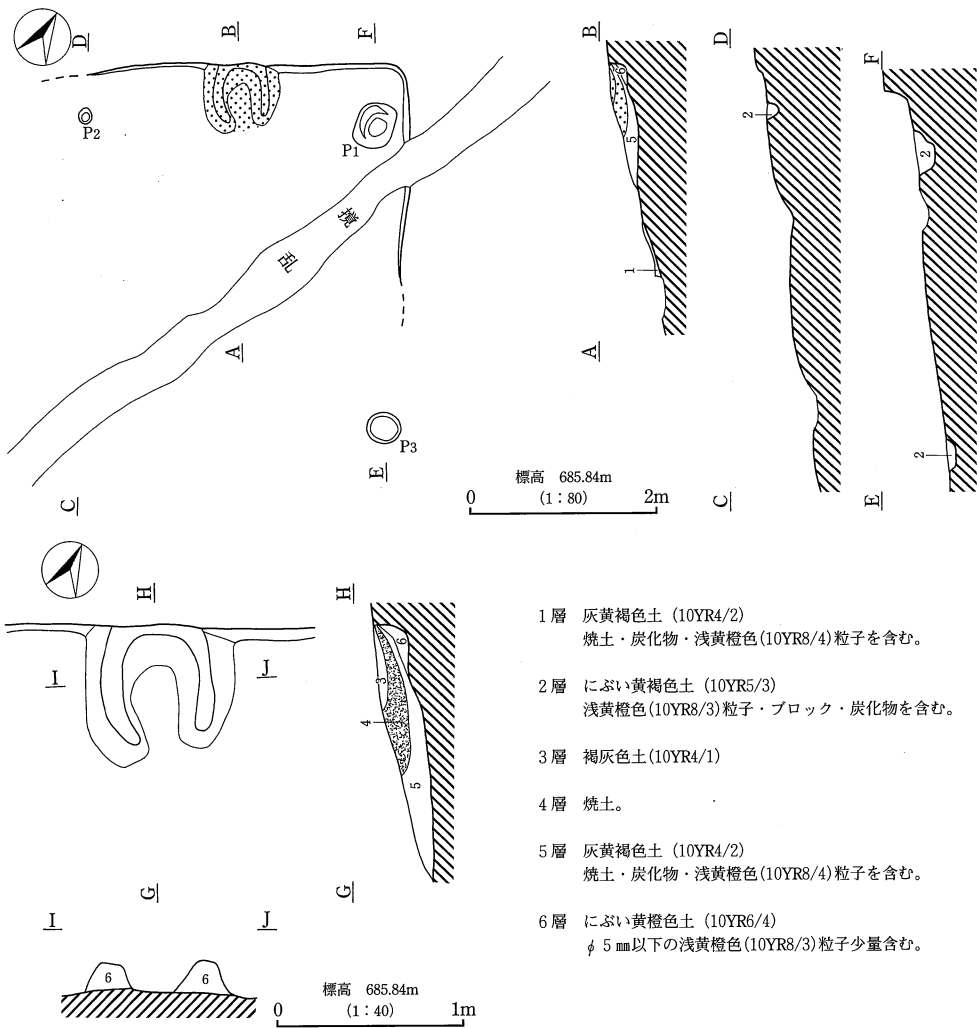 D
B
F
P2
P1
撹
乱
A
P3
E
C
B
6
5
1
A
D
2
C
F
2
2
E
標高 685.84m
(1：80)
0 2m
H
I
J
G
H
6
3
4
5
G
I
J
6
6
標高 685.84m
(1：40)
0 1m
1層 灰黄褐色土 (10YR4/2)
焼土・炭化物・浅黄橙色(10YR8/4)粒子を含む。
2層 にぶい黄褐色土 (10YR5/3)
浅黄橙色(10YR8/3)粒子・ブロック・炭化物を含む。
3層 褐灰色土(10YR4/1)
4層 焼土。
5層 灰黄褐色土 (10YR4/2)
焼土・炭化物・浅黄橙色(10YR8/4)粒子を含む。
6層 にぶい黄橙色土 (10YR6/4)
φ5㎜以下の浅黄橙色(10YR8/3)粒子少量含む。